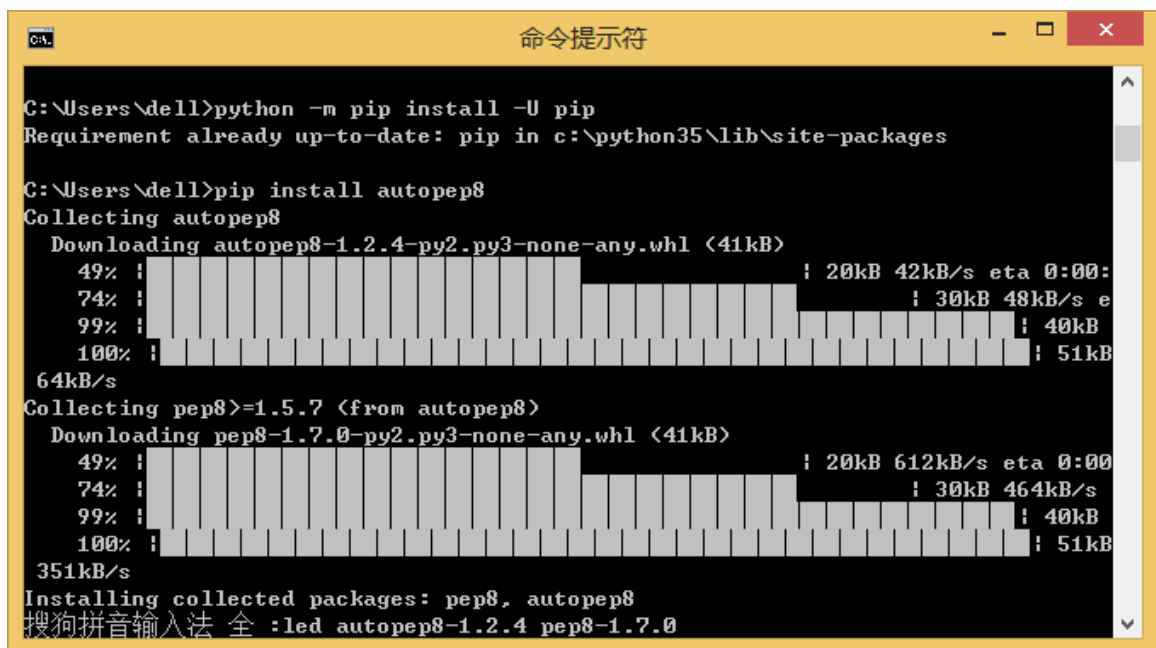 命令提示符
C:\Users\dell>python -m pip install -U pip
Requirement already up-to-date: pip in c:\python35\lib\site-packages
C:\Users\dell>pip install autopep8
Collecting autopep8
Downloading autopep8-1.2.4-py2.py3-none-any.whl (41kB)
49% | | 20kB 42kB/s eta 0:00:
74% | | 30kB 48kB/s e
99% | | 40kB
100% | | 51kB
64kB/s
Collecting pep8>=1.5.7 (from autopep8)
Downloading pep8-1.7.0-py2.py3-none-any.whl (41kB)
49% | | 20kB 612kB/s eta 0:00
74% | | 30kB 464kB/s
99% | | 40kB
100% | | 51kB
351kB/s
Installing collected packages: pep8, autopep8
搜狗拼音输入法 全 :led autopep8-1.2.4 pep8-1.7.0